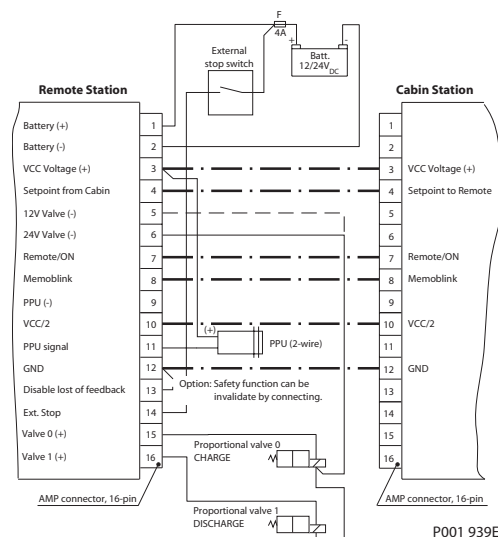 F
4A
+ -
Batt.
12/24V DC
External
stop switch
Remote Station
Cabin Station
Battery (+) 1
Battery (-) 2
VCC Voltage (+) 3
Setpoint from Cabin 4
12V Valve (-) 5
24V Valve (-) 6
Remote/ON 7
Memoblink 8
PPU (-) 9
VCC/2 10
PPU signal 11
GND 12
Disable lost of feedback 13
Ext. Stop 14
Valve 0 (+) 15
Valve 1 (+) 16
AMP connector, 16-pin
(+)
PPU (2-wire)
Option: Safety function can be
invalidate by connecting.
Proportional valve 0
CHARGE
Proportional valve 1
DISCHARGE
1
2
3 VCC Voltage (+)
4 Setpoint to Remote
5
6
7 Remote/ON
8 Memoblink
9
10 VCC/2
11
12 GND
13
14
15
16
AMP connector, 16-pin
P001 939E